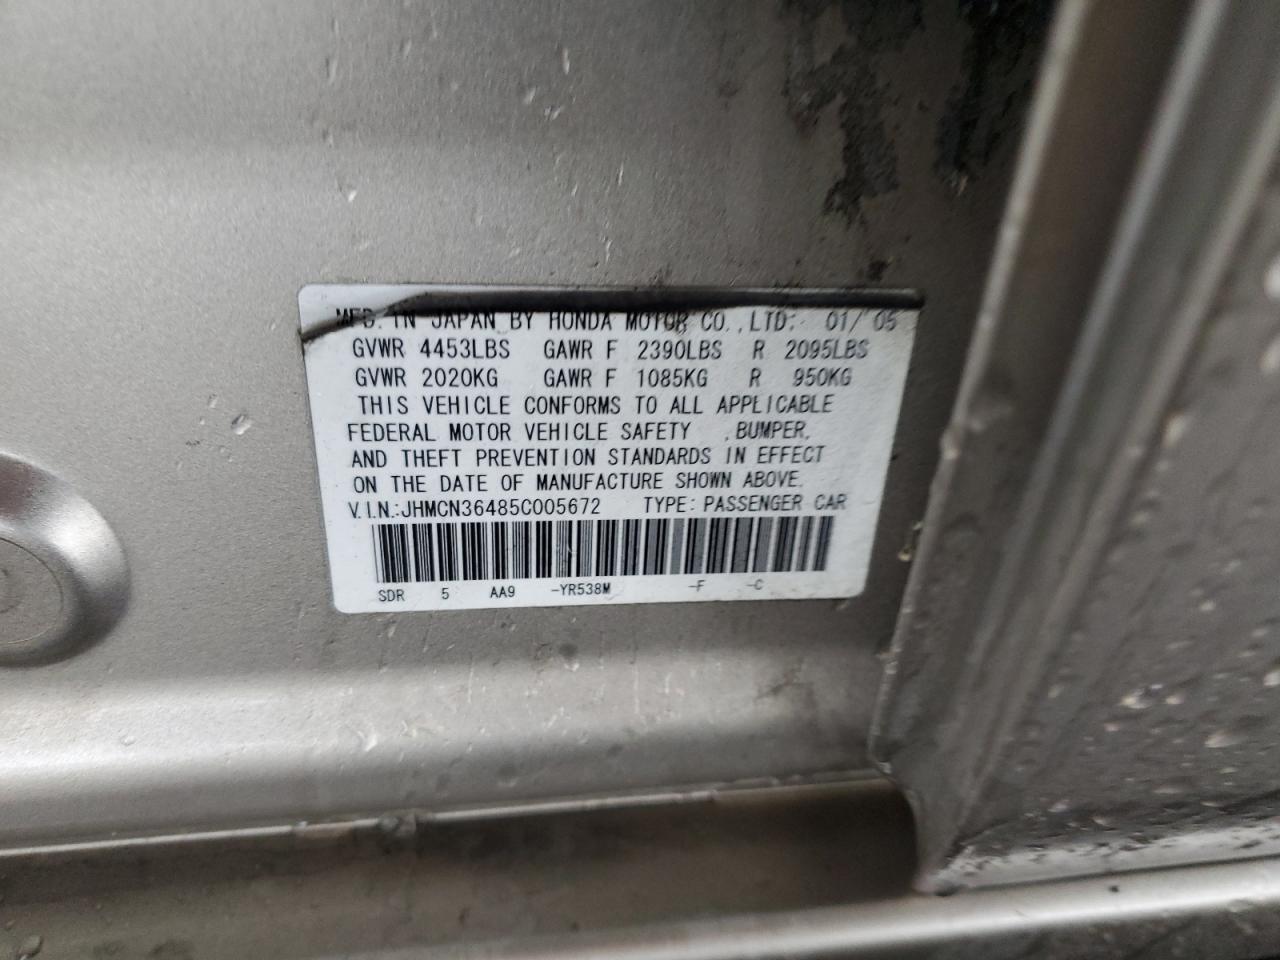 MFD. IN JAPAN BY HONDA MOTOR CO., LTD: 01/ 05
GVWR 4453LBS GAWR F 2390LBS R 2095LBS
GVWR 2020KG GAWR F 1085KG R 950KG
THIS VEHICLE CONFORMS TO ALL APPLICABLE
FEDERAL MOTOR VEHICLE SAFETY ,BUMPER,
AND THEFT PREVENTION STANDARDS IN EFFECT
ON THE DATE OF MANUFACTURE SHOWN ABOVE.
V.I.N.:JHMCN36485C005672 TYPE: PASSENGER CAR
SDR 5 AA9 -YR538M -F -C